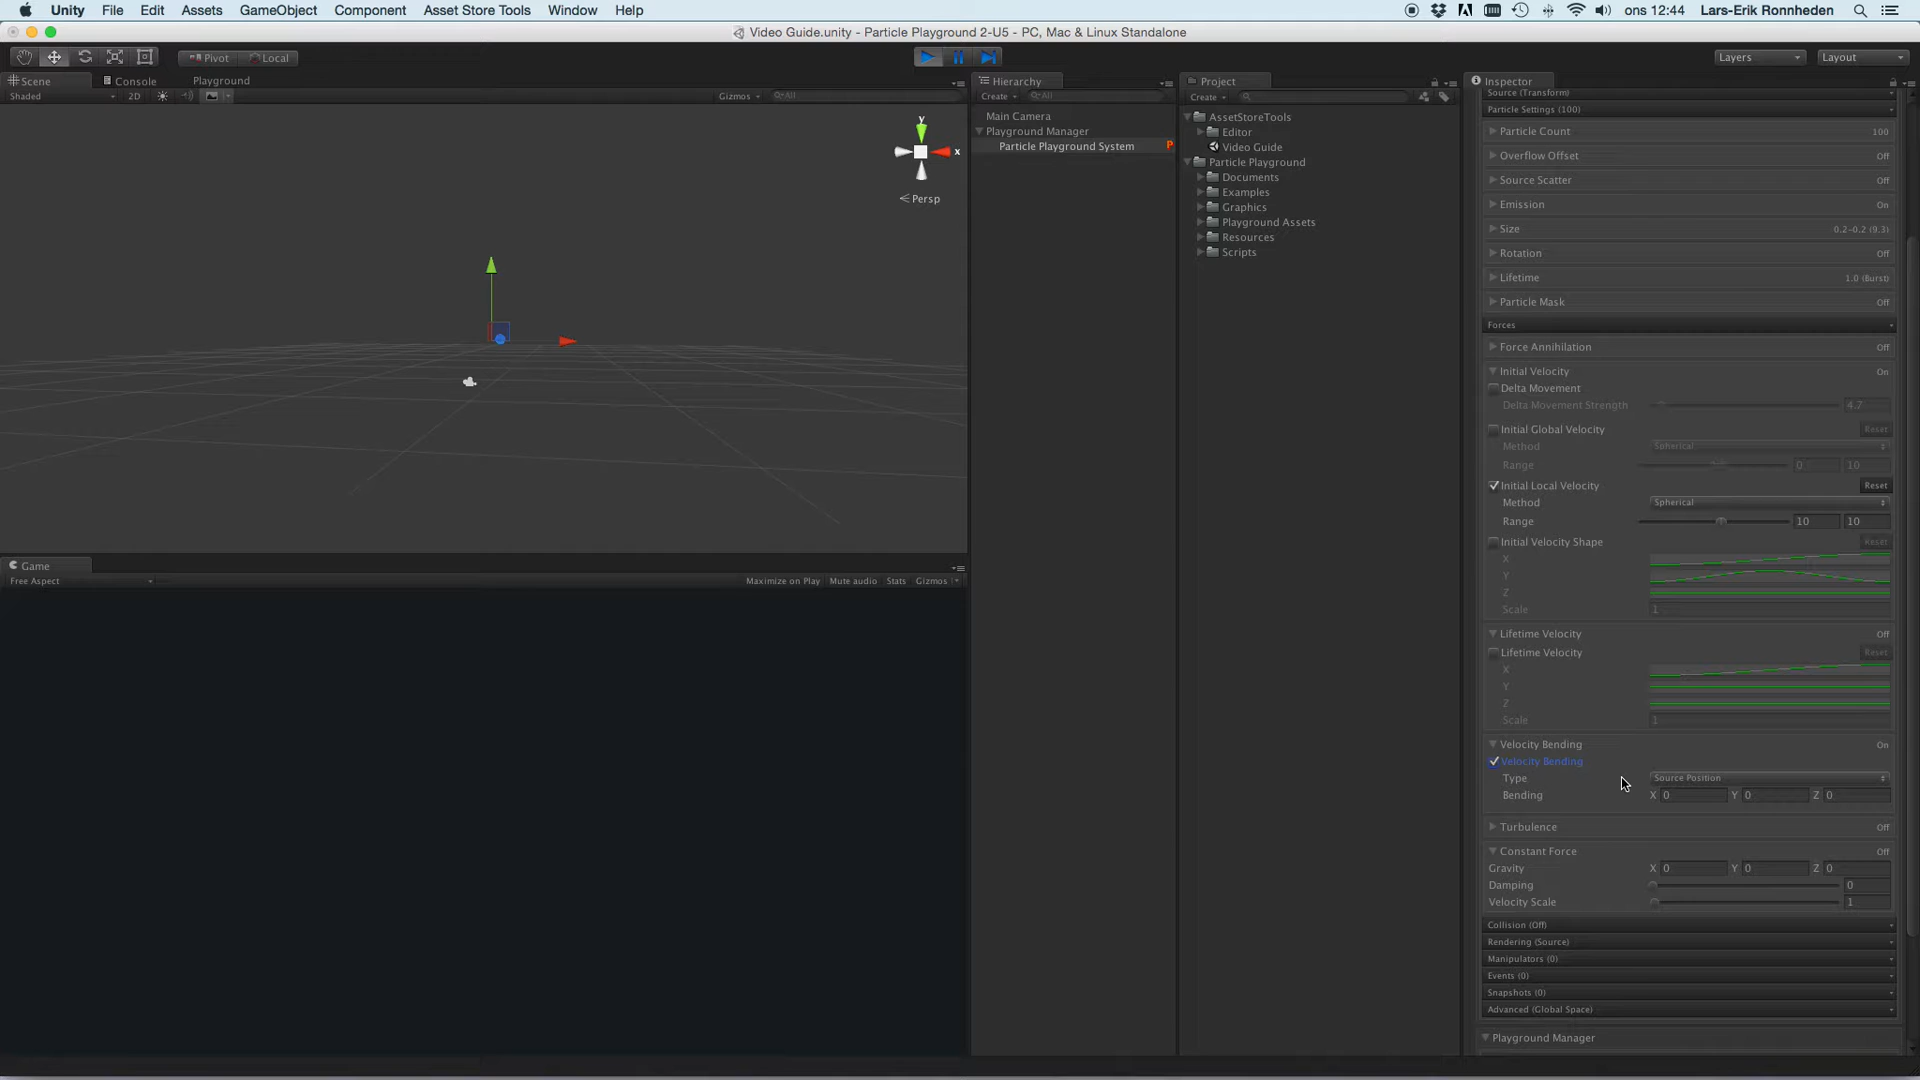 Unity File Edit Assets GameObject Component Asset Store Tools Window Help ons 12:44 Lars-Erik Ronnheden
Video Guide.unity - Particle Playground 2-U5 - PC, Mac & Linux Standalone
Pivot Local Layers Layout
Scene Console Playground
Shaded 2D Gizmos All
y
x
Persp
Game
Free Aspect Maximize on Play Mute audio Stats Gizmos
Hierarchy
Create All
Main Camera
Playground Manager
Particle Playground System P
Project
Create
AssetStoreTools
Editor
Video Guide
Particle Playground
Documents
Examples
Graphics
Playground Assets
Resources
Scripts
Inspector
Source (Transform)
Particle Settings (100)
Particle Count 100
Overflow Offset Off
Source Scatter Off
Emission On
Size 0.2-0.2 (9.3)
Rotation Off
Lifetime 1.0 (Burst)
Particle Mask Off
Forces
Force Annihilation Off
Initial Velocity On
Delta Movement
Delta Movement Strength 4.7
Initial Global Velocity Reset
Method Spherical
Range 0 10
Initial Local Velocity Reset
Method Spherical
Range 10 10
Initial Velocity Shape Reset
X
Y
Z
Scale 1
Lifetime Velocity Off
Lifetime Velocity Reset
X
Y
Z
Scale 1
Velocity Bending On
Velocity Bending
Type Source Position
Bending X 0 Y 0 Z 0
Turbulence Off
Constant Force Off
Gravity X 0 Y 0 Z 0
Damping 0
Velocity Scale 1
Collision (Off)
Rendering (Source)
Manipulators (0)
Events (0)
Snapshots (0)
Advanced (Global Space)
Playground Manager